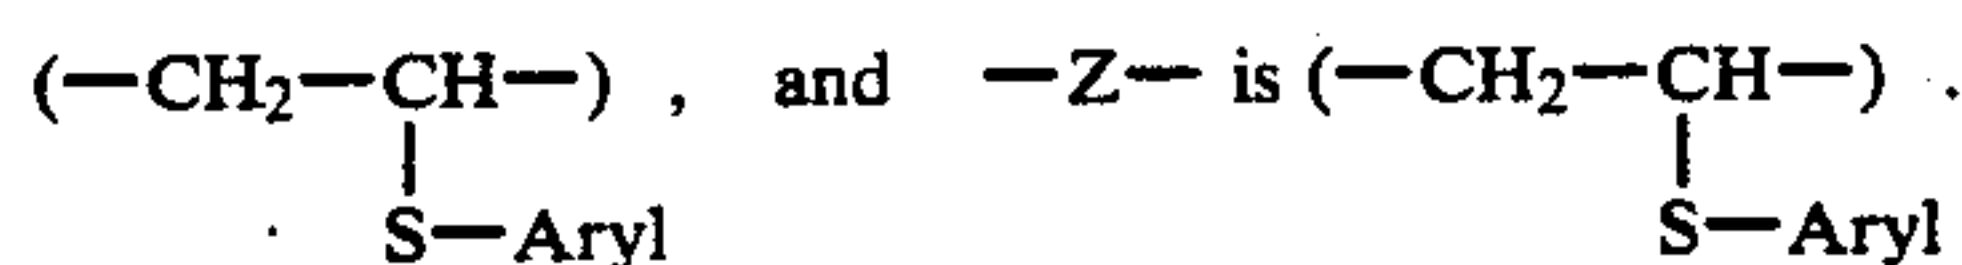 (—CH₂—CH—) , and —Z— is (—CH₂—CH—) .
S—Aryl S—Aryl